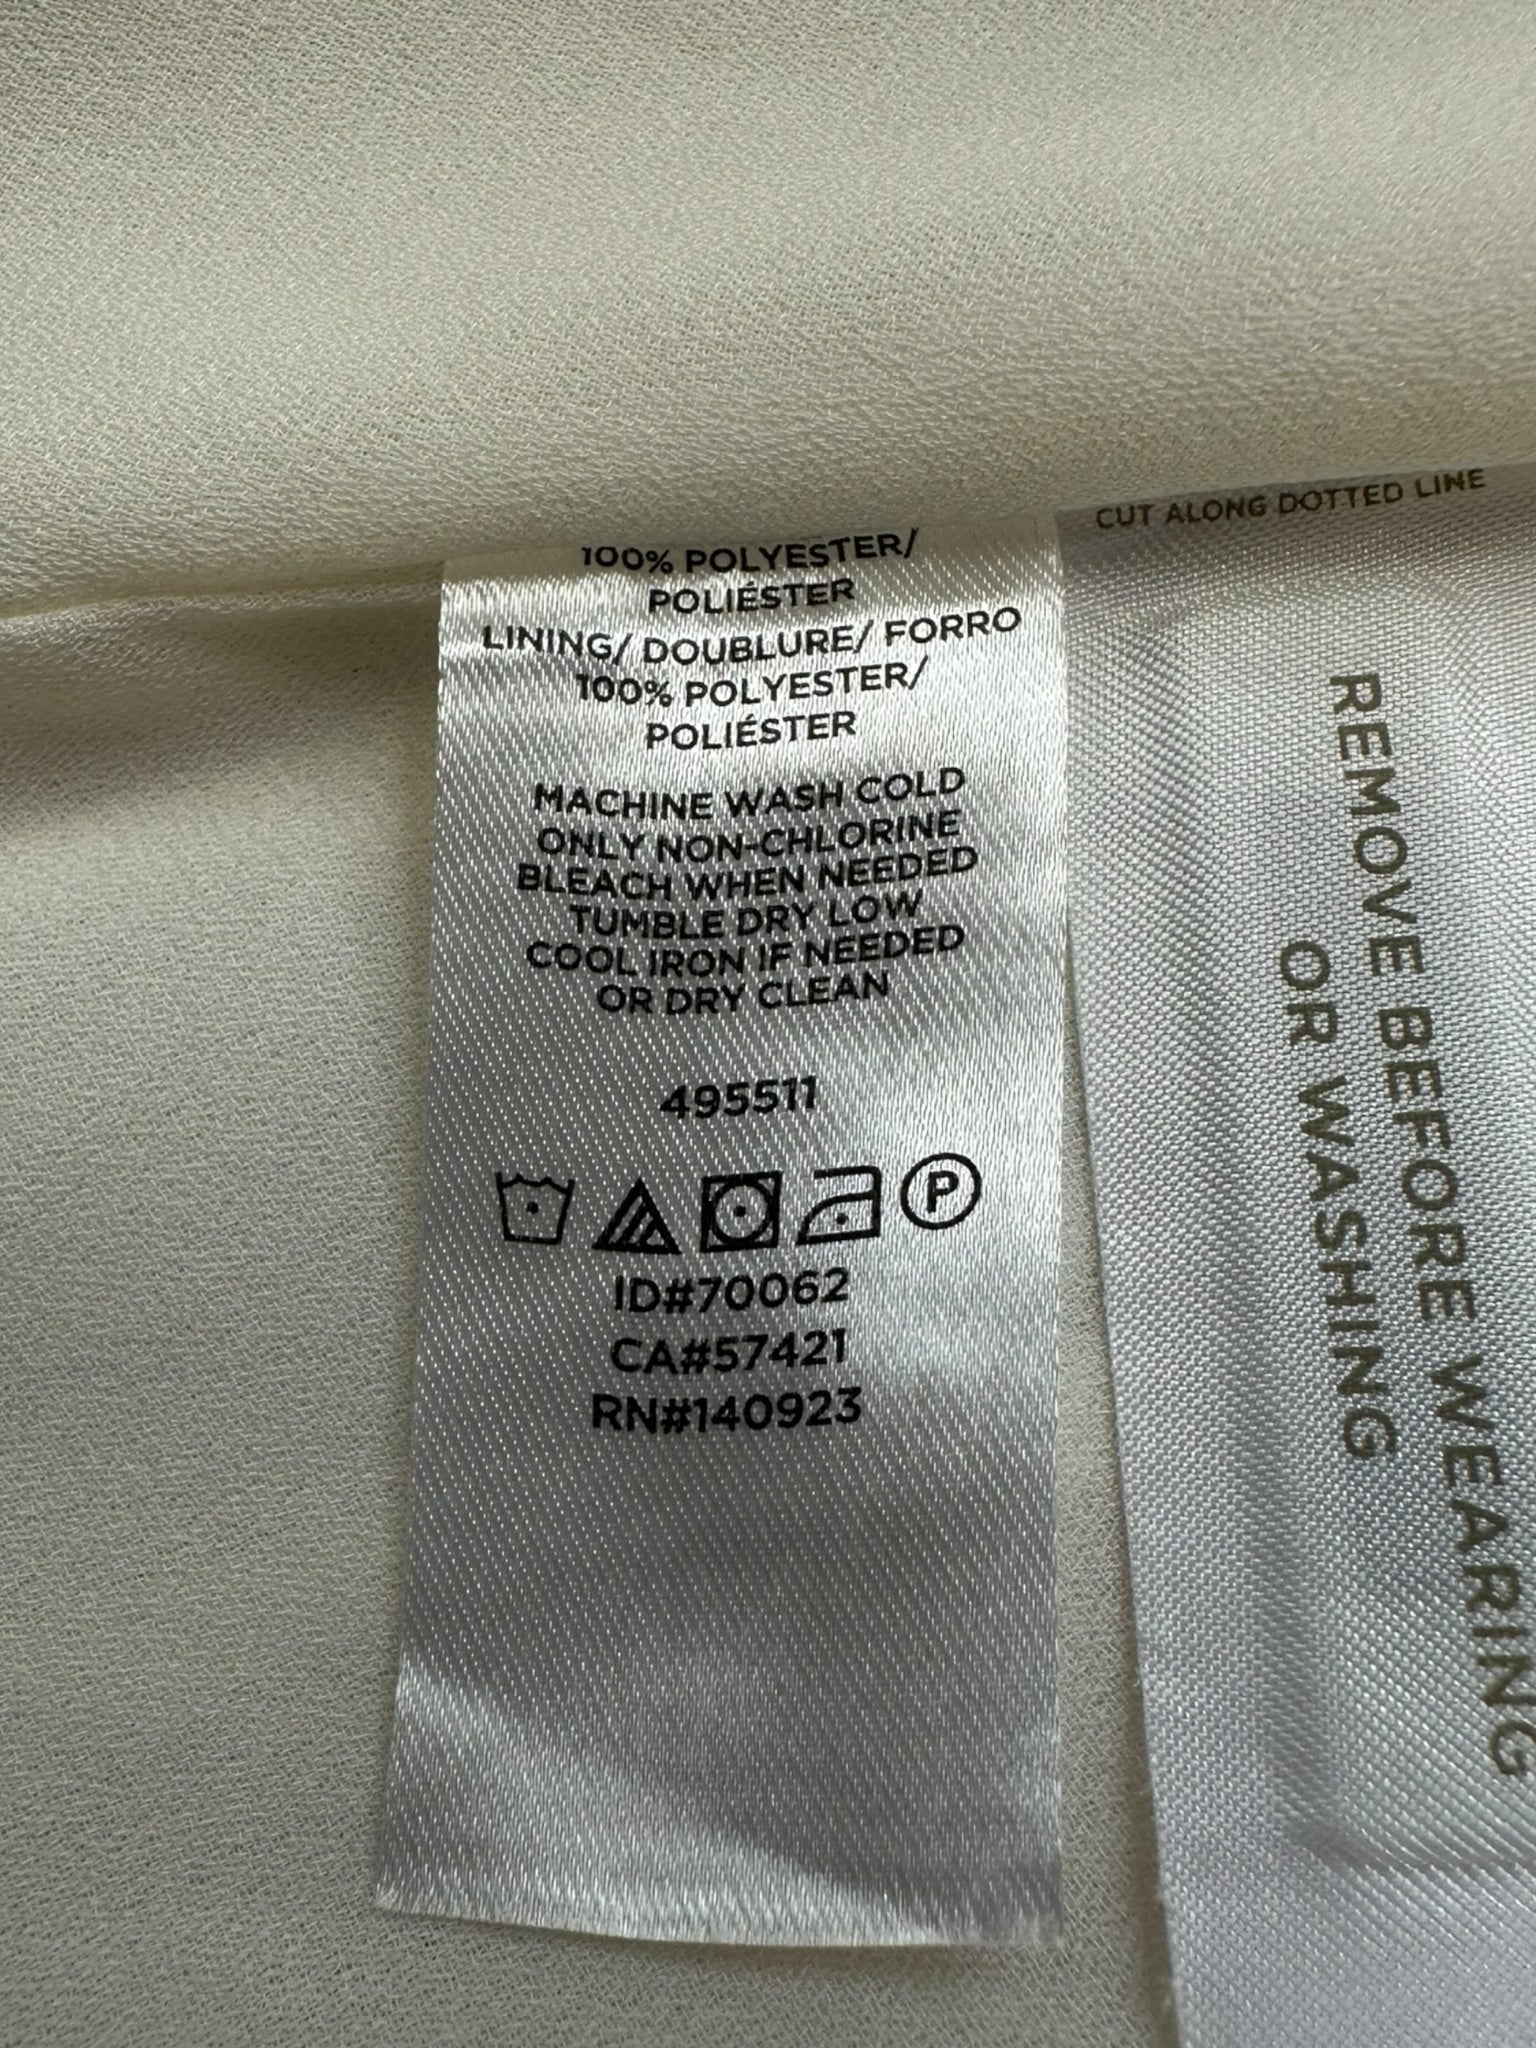 100% POLYESTER/
POLIÉSTER
LINING/ DOUBLURE/ FORRO
100% POLYESTER/
POLIÉSTER
MACHINE WASH COLD
ONLY NON-CHLORINE
BLEACH WHEN NEEDED
TUMBLE DRY LOW
COOL IRON IF NEEDED
OR DRY CLEAN
495511
P
ID#70062
CA#57421
RN#140923
CUT ALONG DOTTED LINE
REMOVE BEFORE WEARING
OR WASHING